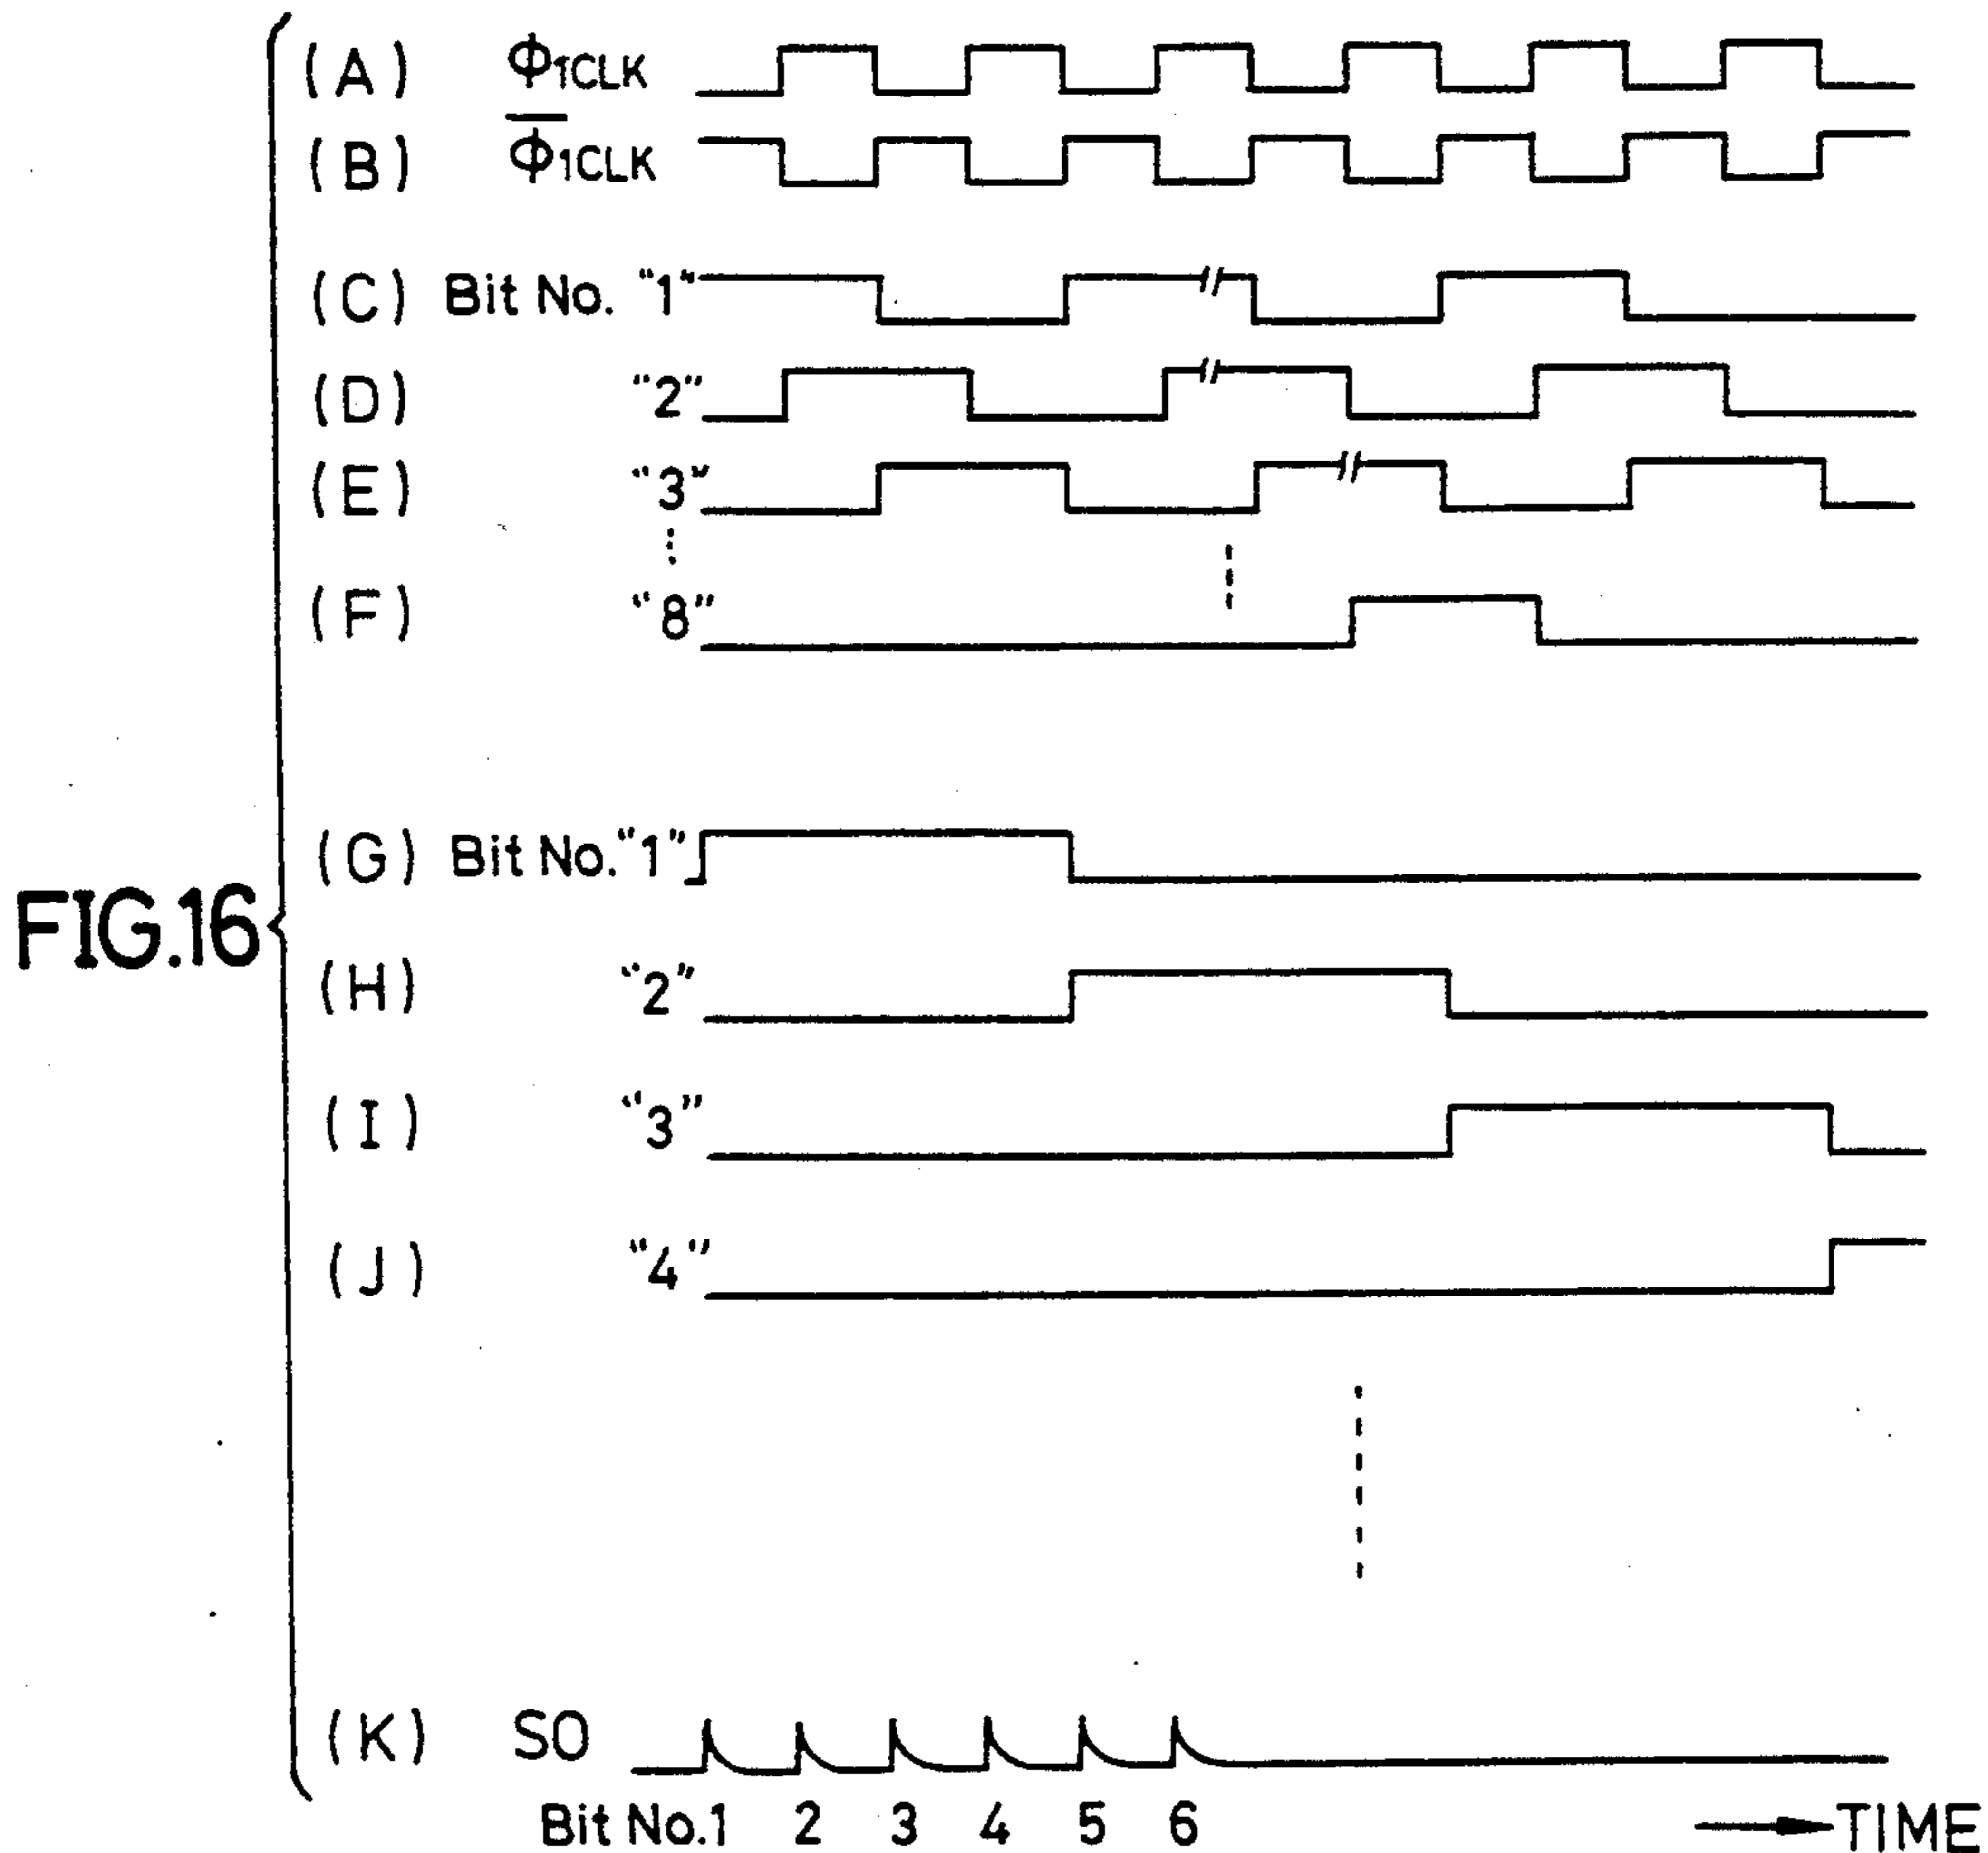 FIG.16
(A) Φ1CLK
(B) Φ̅1CLK
(C) Bit No. "1"
(D) "2"
(E) "3"
(F) "8"
(G) Bit No. "1"
(H) "2"
(I) "3"
(J) "4"
(K) SO
Bit No.1 2 3 4 5 6 TIME